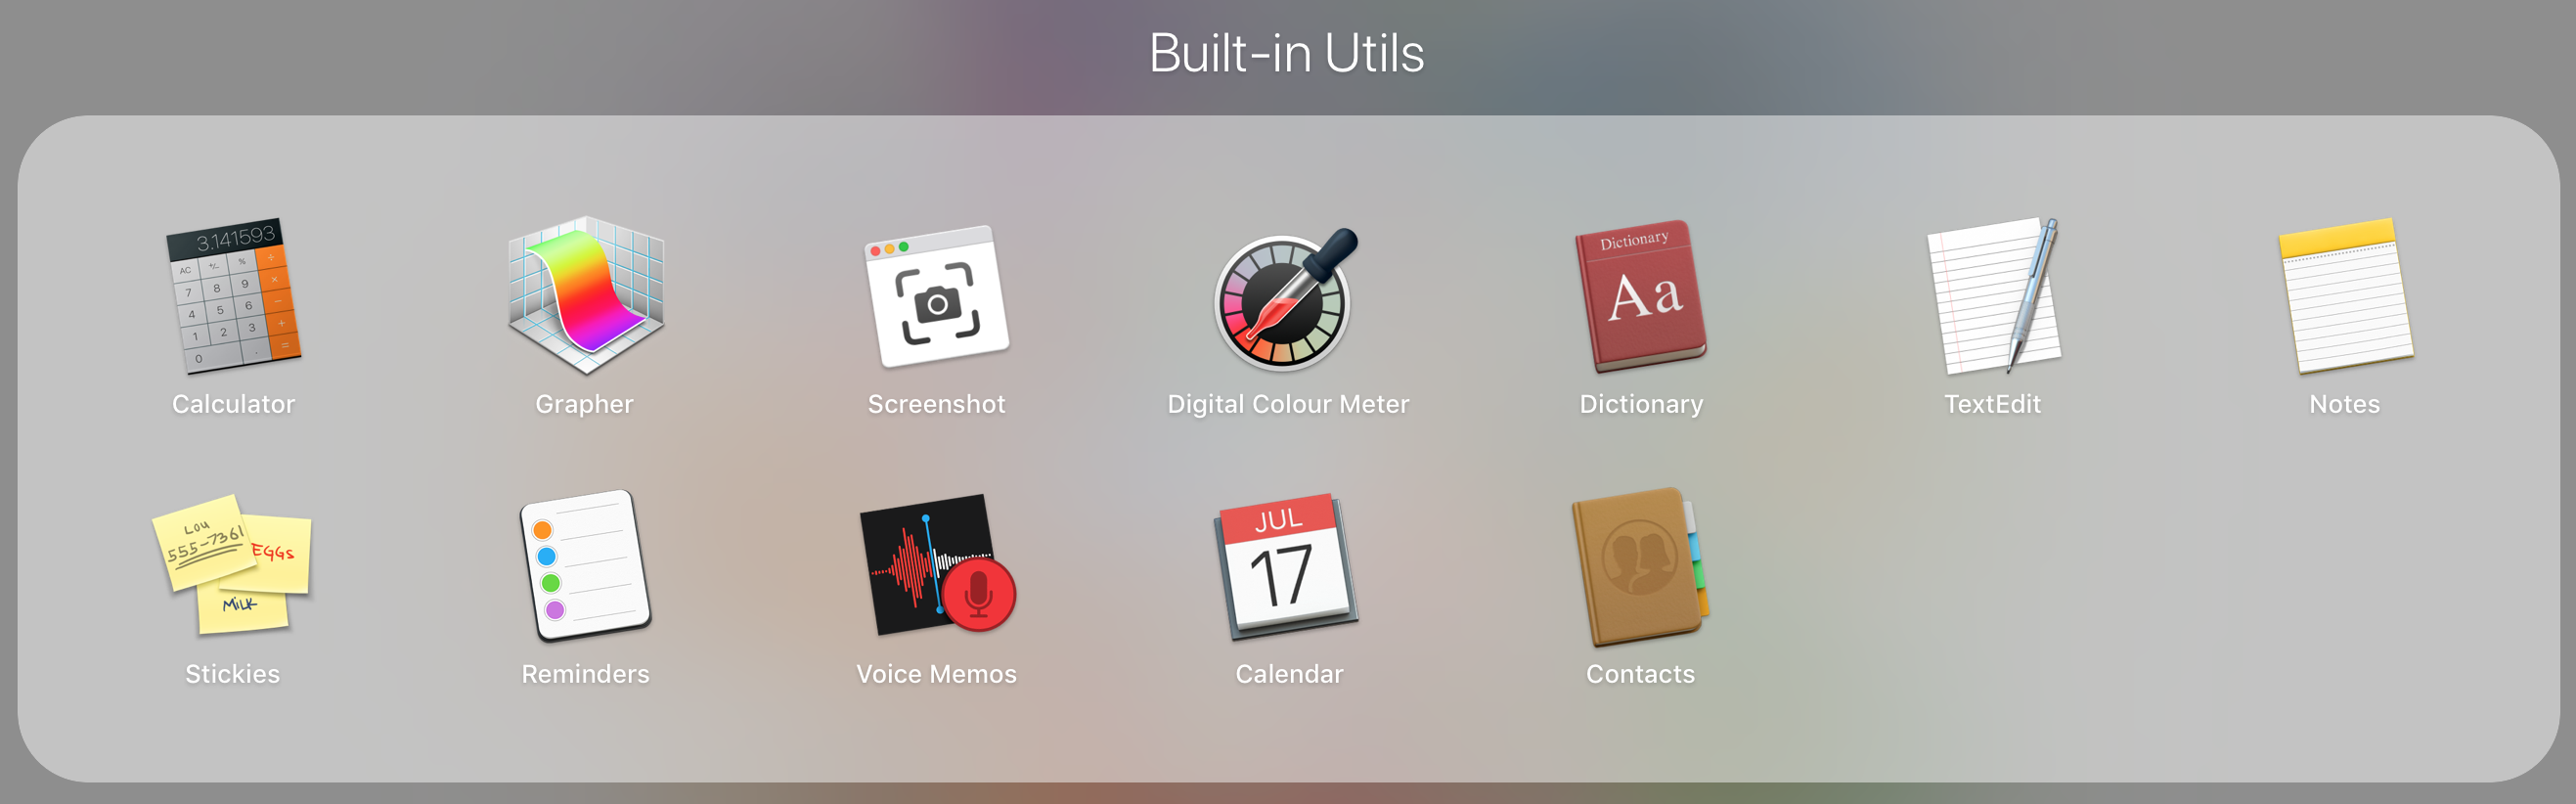 Built-in Utils
3.141593
AC +/- % ÷
7 8 9 ×
4 5 6 −
1 2 3 +
0 . =
Dictionary
Aa
Calculator
Grapher
Screenshot
Digital Colour Meter
Dictionary
TextEdit
Notes
Lou
555-7361
EGGs
MiLK
JUL
17
Stickies
Reminders
Voice Memos
Calendar
Contacts